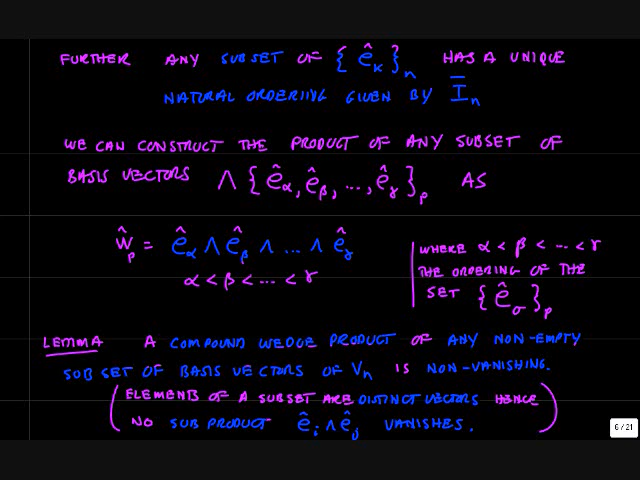 FURTHER ANY SUBSET OF { ê_K }_n HAS A UNIQUE
NATURAL ORDERING GIVEN BY Ī_n
WE CAN CONSTRUCT THE PRODUCT OF ANY SUBSET OF
BASIS VECTORS ∧ { ê_α, ê_β, ..., ê_γ }_p AS
ŵ_p = ê_α ∧ ê_β ∧ ... ∧ ê_γ
α < β < ... < γ
WHERE α < β < ... < γ
THE ORDERING OF THE
SET { ê_σ }_p
LEMMA A COMPOUND WEDGE PRODUCT OF ANY NON-EMPTY
SUBSET OF BASIS VECTORS OF V_n IS NON-VANISHING.
( ELEMENTS OF A SUBSET ARE DISTINCT VECTORS HENCE
NO SUB PRODUCT ê_i ∧ ê_j VANISHES. )
6 / 21